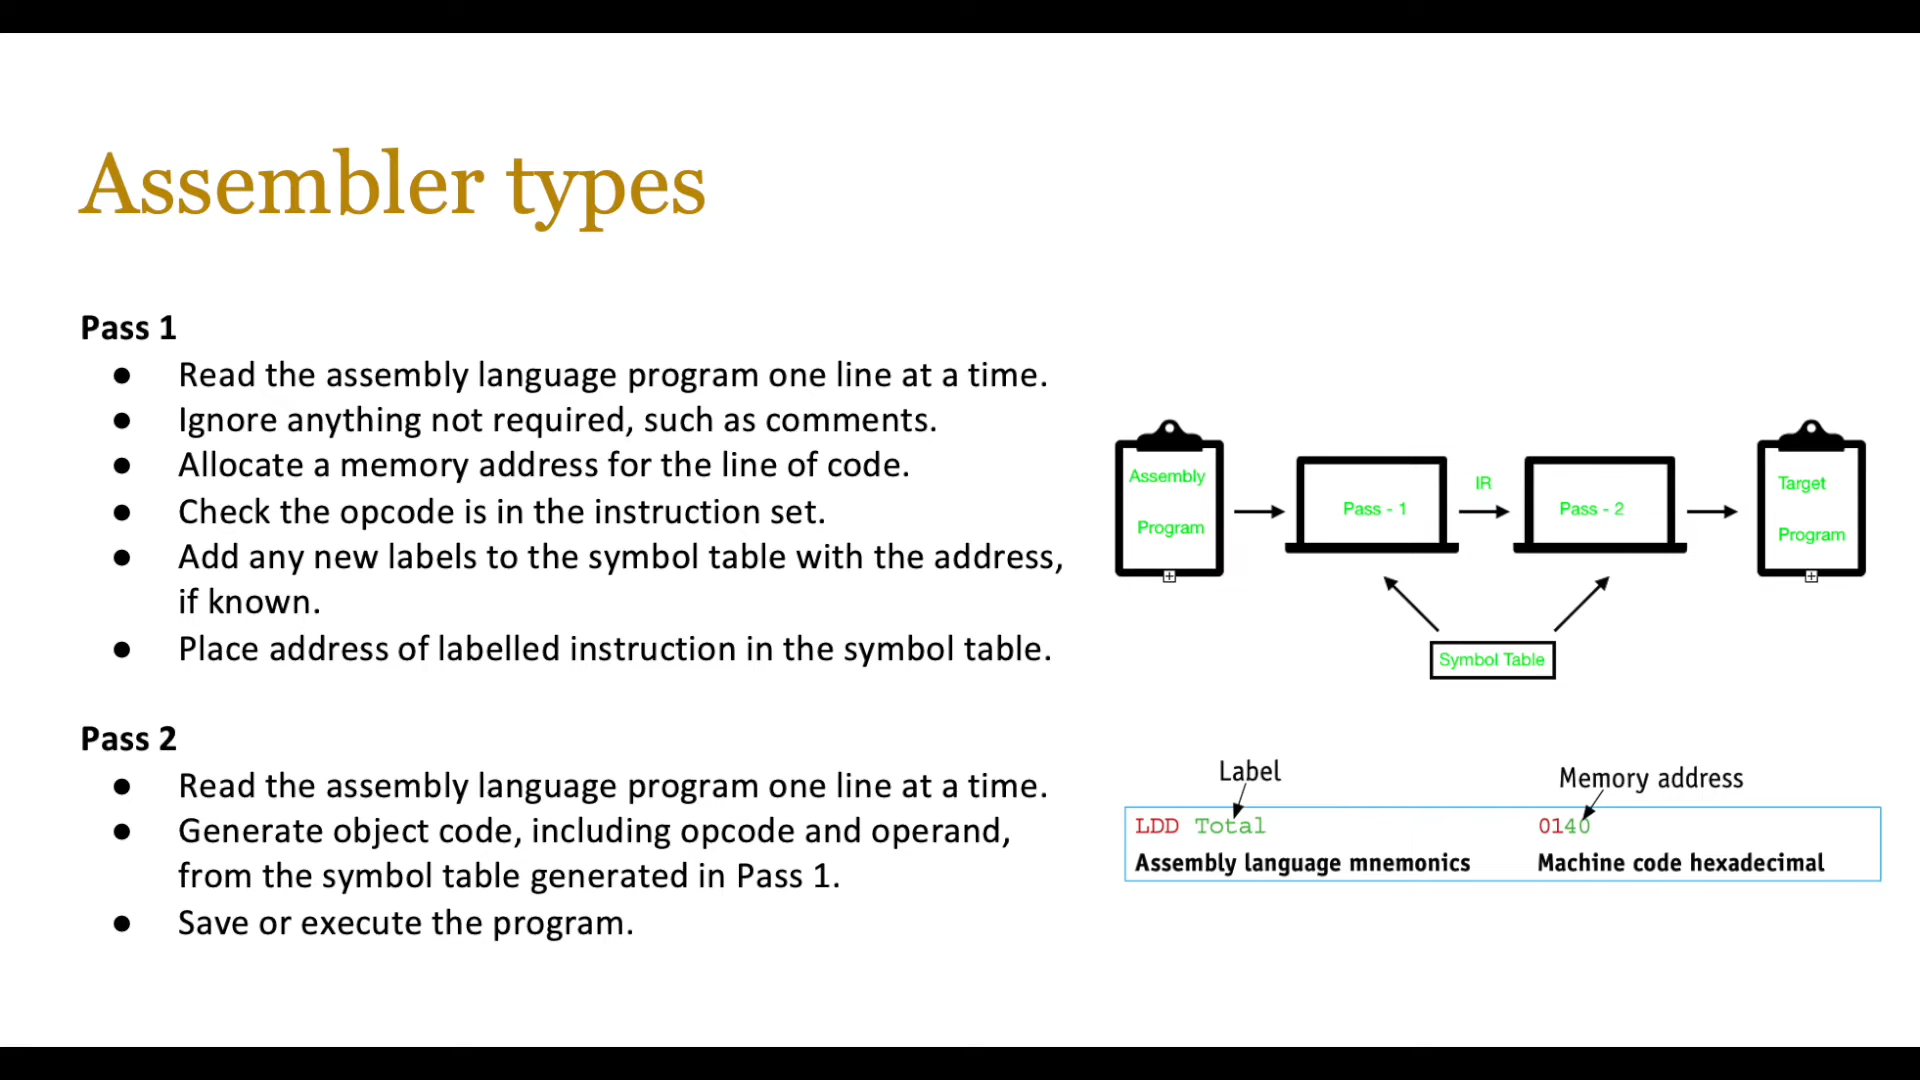 Assembler types
Pass 1
● Read the assembly language program one line at a time.
● Ignore anything not required, such as comments.
● Allocate a memory address for the line of code.
● Check the opcode is in the instruction set.
● Add any new labels to the symbol table with the address,
if known.
● Place address of labelled instruction in the symbol table.
Pass 2
● Read the assembly language program one line at a time.
● Generate object code, including opcode and operand,
from the symbol table generated in Pass 1.
● Save or execute the program.
Assembly
Program
Pass - 1
IR
Pass - 2
Target
Program
Symbol Table
Label
Memory address
LDD Total 0140
Assembly language mnemonics Machine code hexadecimal